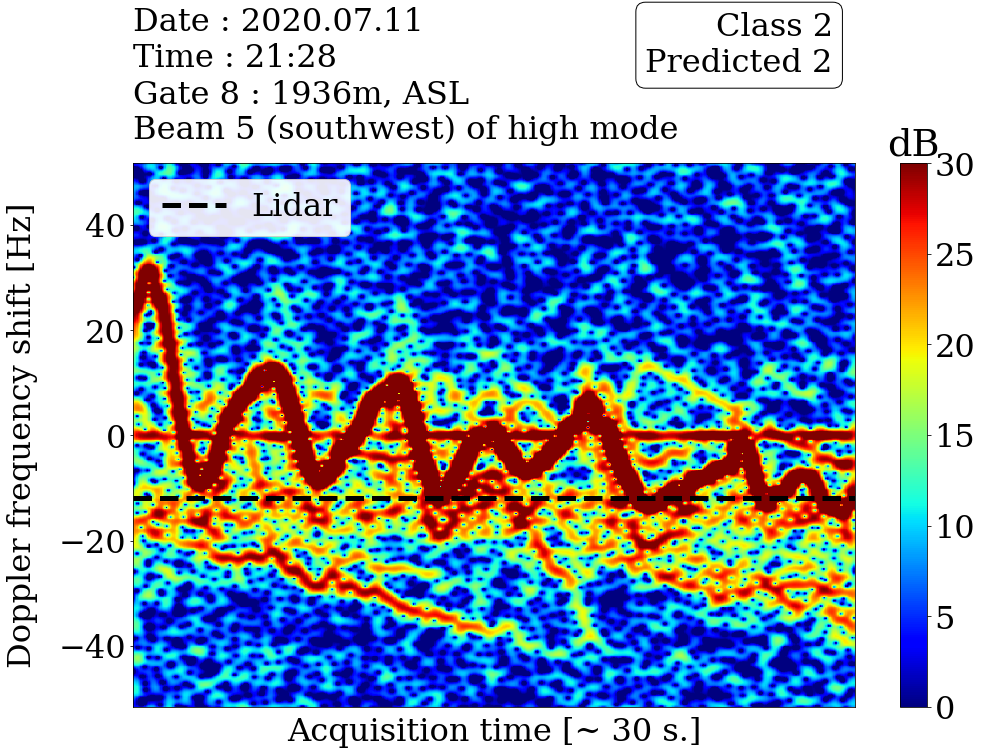 Date : 2020.07.11
Time : 21:28
Gate 8 : 1936m, ASL
Beam 5 (southwest) of high mode
Class 2
Predicted 2
dB
Lidar
Doppler frequency shift [Hz]
40
20
0
−20
−40
30
25
20
15
10
5
0
Acquisition time [~ 30 s.]